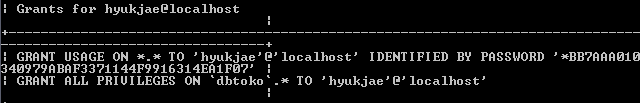 | Grants for hyukjae@localhost
|
+------------------------------------------------------------------------------
---------------------------------+
| GRANT USAGE ON *.* TO 'hyukjae'@'localhost' IDENTIFIED BY PASSWORD '*BB7AAA010
340979ABAF3371144F9916314EA1F07' |
| GRANT ALL PRIVILEGES ON `dbtoko`.* TO 'hyukjae'@'localhost'
|